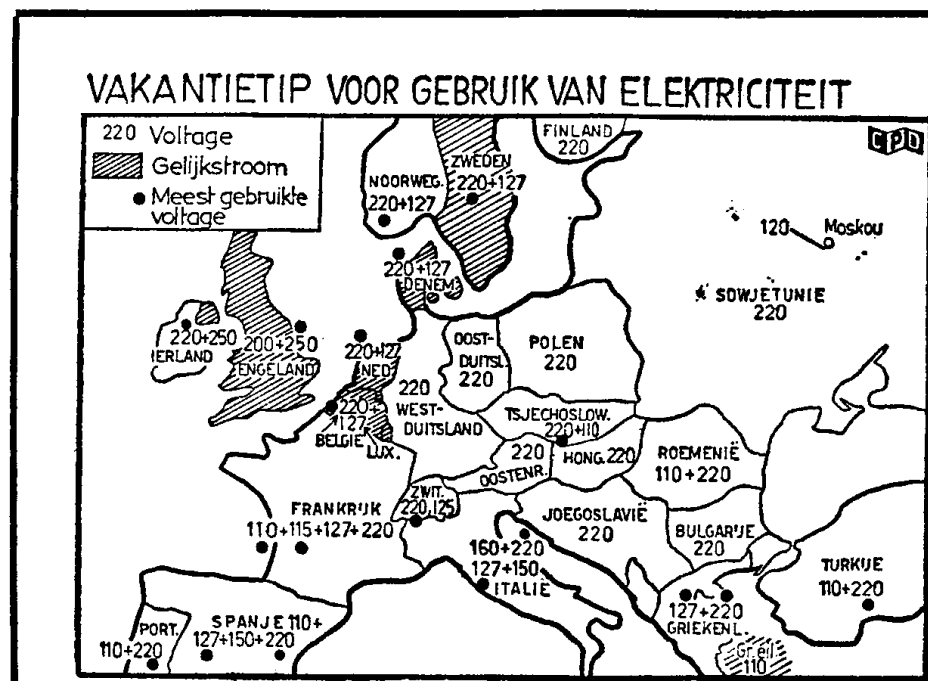 VAKANTIETIP VOOR GEBRUIK VAN ELEKTRICITEIT
220 Voltage
Gelijkstroom
Meest gebruikte
voltage
CPD
FINLAND
220
ZWEDEN
220+127
NOORWEG.
220+127
120
Moskou
220+127
DENEM.
SOWJETUNIE
220
220+250
IERLAND
200+250
ENGELAND
220+127
NED.
OOST-
DUITSL.
220
POLEN
220
220
WEST-
DUITSLAND
220+
127
BELGIE
LUX.
TSJECHOSLOW.
220+110
220
OOSTENR.
HONG. 220
ROEMENIË
110+220
ZWIT.
220,125
FRANKRIJK
110+115+127+220
JOEGOSLAVIË
220
BULGARIJE
220
160+220
127+150
ITALIË
TURKIJE
110+220
127+220
GRIEKENL.
Gr. eil.
110
PORT.
110+220
SPANJE 110+
127+150+220